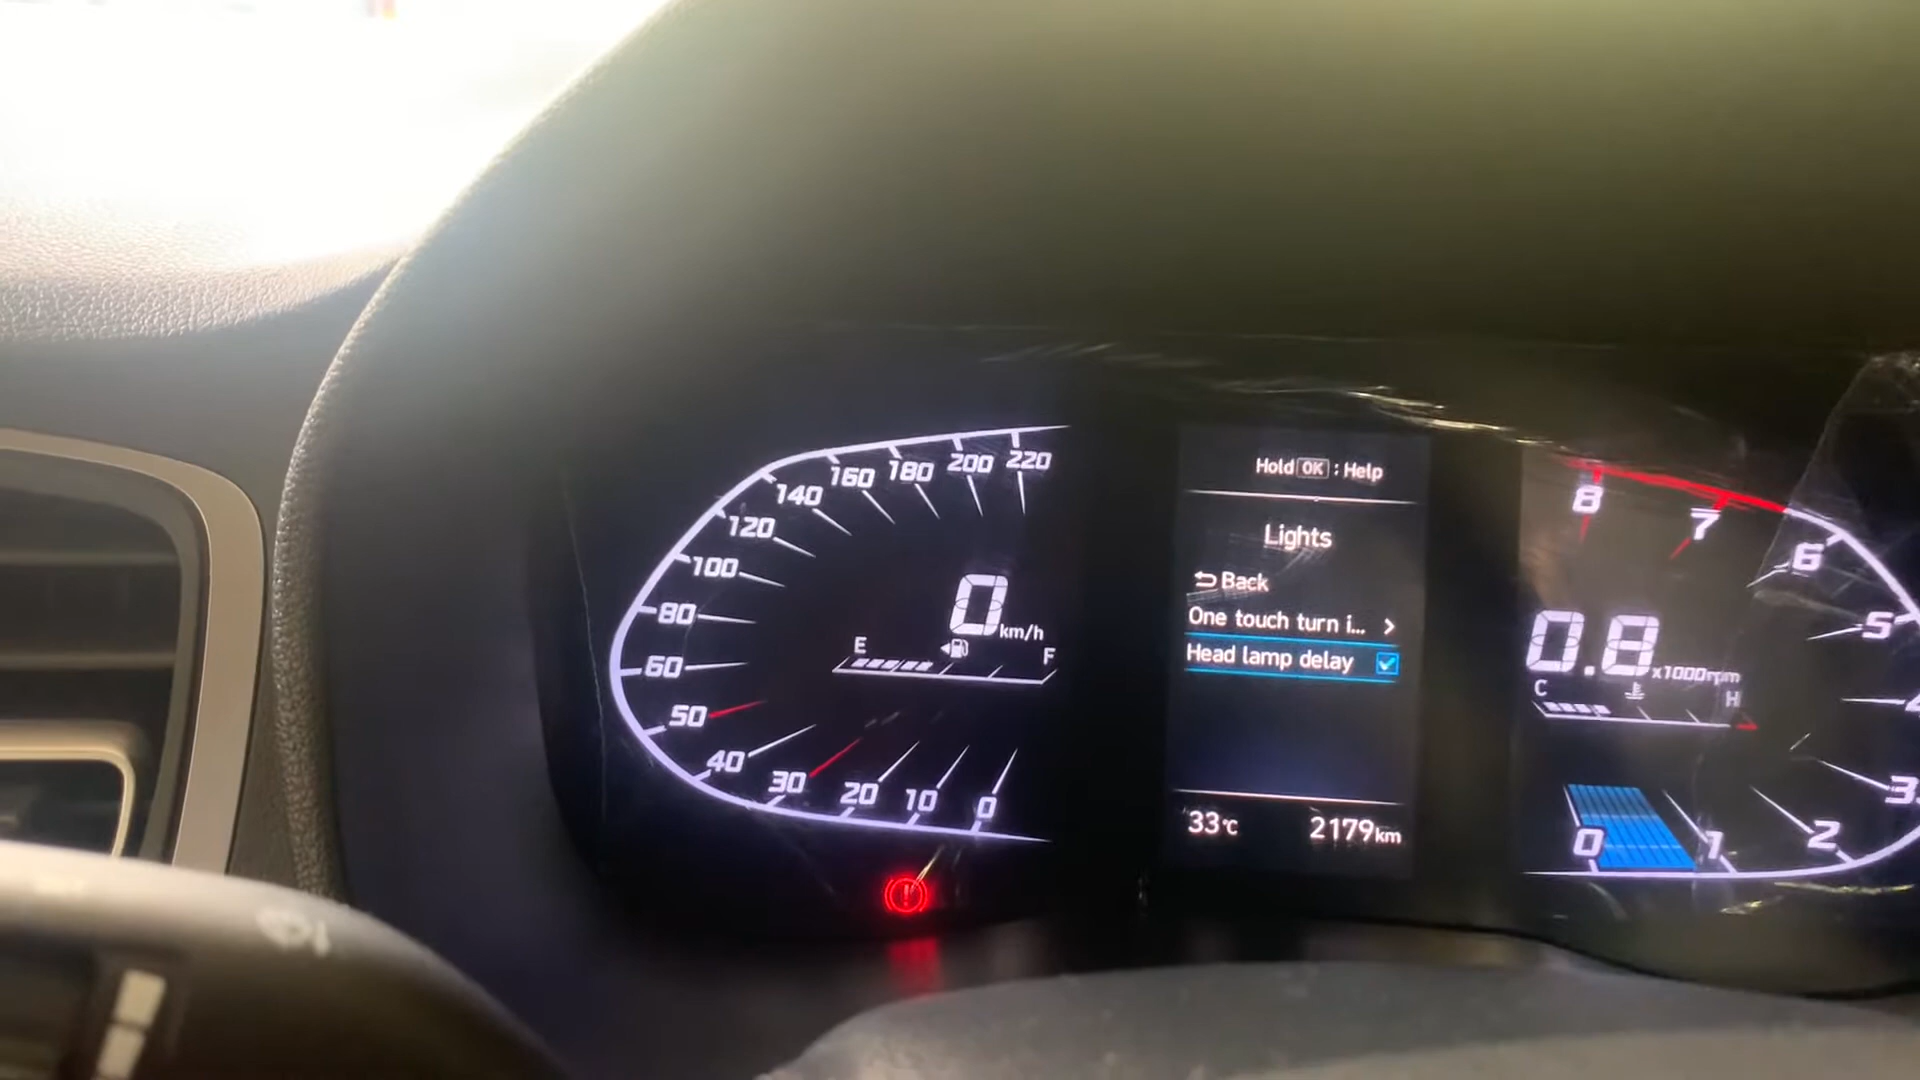 220
200
180
160
140
120
100
80
60
50
40
30
20
10
0
0 km/h
E
F
Hold OK : Help
Lights
Back
One touch turn i...
Head lamp delay
33°C
2179 km
8
7
6
5
3
2
1
0
0.8 x1000rpm
C
H